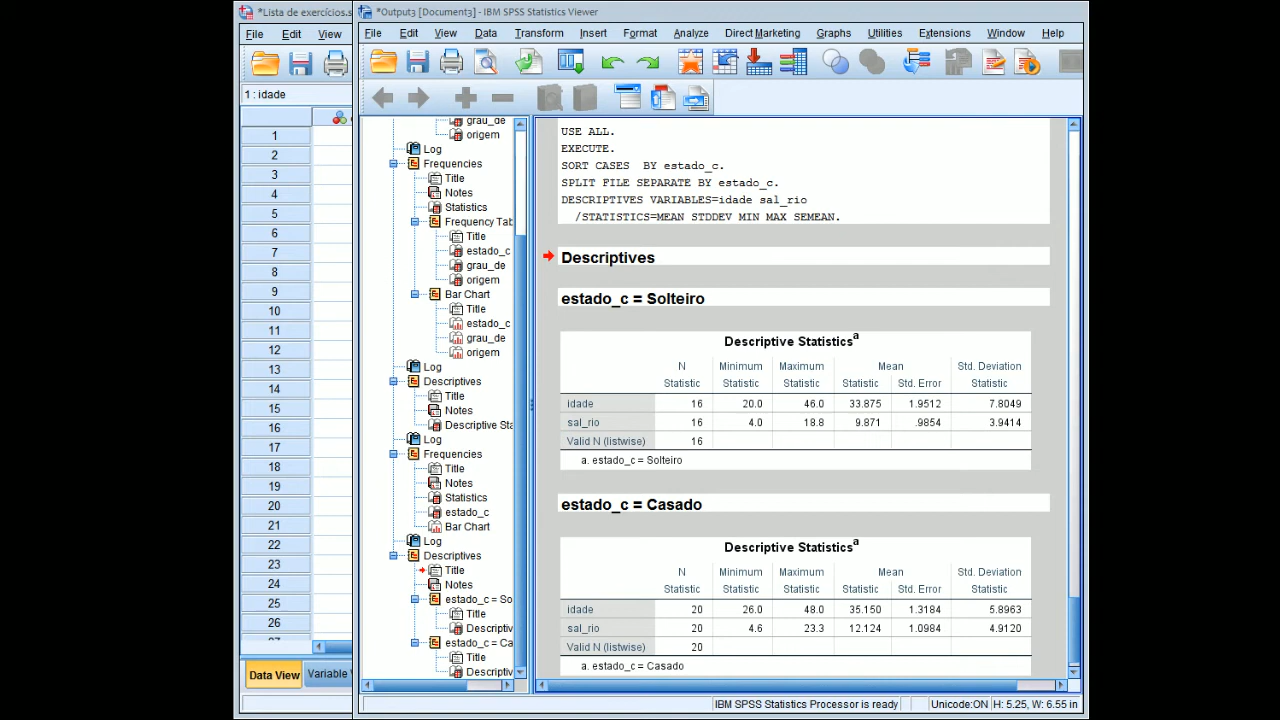 *Lista de exercícios.s
*Output3 [Document3] - IBM SPSS Statistics Viewer
File Edit View
File Edit View Data Transform Insert Format Analyze Direct Marketing Graphs Utilities Extensions Window Help
1 : idade
1
2
3
4
5
6
7
8
9
10
11
12
13
14
15
16
17
18
19
20
21
22
23
24
25
26
27
Data View Variable V
grau_de
origem
Log
Frequencies
Title
Notes
Statistics
Frequency Tab
Title
estado_c
grau_de
origem
Bar Chart
Title
estado_c
grau_de
origem
Log
Descriptives
Title
Notes
Descriptive Sta
Log
Frequencies
Title
Notes
Statistics
estado_c
Bar Chart
Log
Descriptives
Title
Notes
estado_c = So
Title
Descriptiv
estado_c = Ca
Title
Descriptiv
USE ALL.
EXECUTE.
SORT CASES BY estado_c.
SPLIT FILE SEPARATE BY estado_c.
DESCRIPTIVES VARIABLES=idade sal_rio
/STATISTICS=MEAN STDDEV MIN MAX SEMEAN.
Descriptives
estado_c = Solteiro
Descriptive Statisticsa
N Minimum Maximum Mean Std. Deviation
Statistic Statistic Statistic Statistic Std. Error Statistic
idade 16 20.0 46.0 33.875 1.9512 7.8049
sal_rio 16 4.0 18.8 9.871 .9854 3.9414
Valid N (listwise) 16
a. estado_c = Solteiro
estado_c = Casado
Descriptive Statisticsa
N Minimum Maximum Mean Std. Deviation
Statistic Statistic Statistic Statistic Std. Error Statistic
idade 20 26.0 48.0 35.150 1.3184 5.8963
sal_rio 20 4.6 23.3 12.124 1.0984 4.9120
Valid N (listwise) 20
a. estado_c = Casado
IBM SPSS Statistics Processor is ready Unicode:ON H: 5.25, W: 6.55 in